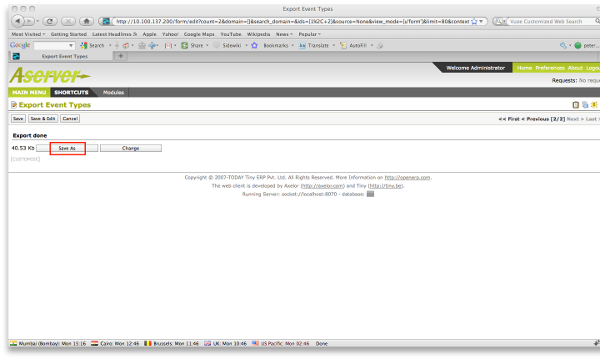 Export Event Types
http://10.100.137.200/form/edit?count=2&domain=[]&search_domain=&ids=[1%2C+2]&source=None&view_mode=[u'form']&limit=80&context
Vuze Customized Web Search
Most Visited Getting Started Latest Headlines Apple Yahoo! Google Maps YouTube Wikipedia News Popular
Google Search Share Sidewiki Bookmarks Translate AutoFill peter...
Export Event Types
Aserver
Welcome Administrator Home Preferences About Logou
Requests: No reque
MAIN MENU SHORTCUTS Modules
Export Event Types
Save Save & Edit Cancel << First < Previous [2/2] Next > Last >
Export done
40.53 Kb Save As Change
[CUSTOMISE]
Copyright © 2007-TODAY Tiny ERP Pvt. Ltd. All Rights Reserved. More Information on http://openerp.com.
The web client is developed by Axelor (http://axelor.com) and Tiny (http://tiny.be).
Running Server: socket://localhost:8070 - database:
Mumbai (Bombay): Mon 15:16 Cairo: Mon 12:46 Brussels: Mon 11:46 UK: Mon 10:46 US Pacific: Mon 02:46 Done